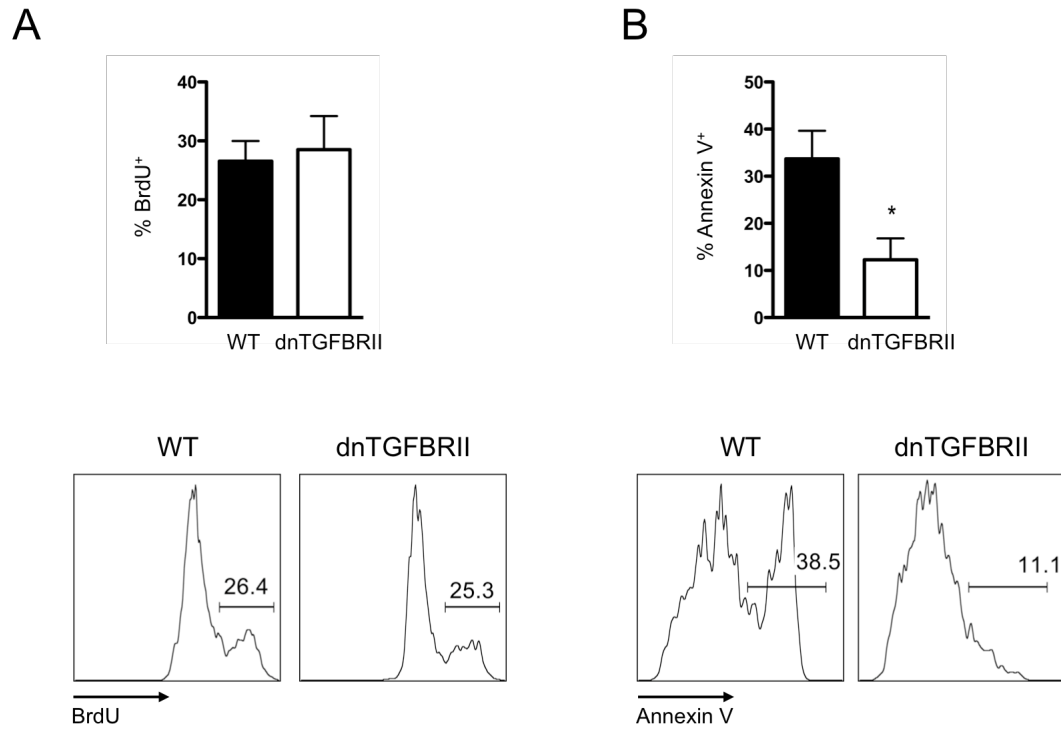 A
% BrdU⁺
40
30
20
10
0
WT dnTGFBRII
B
% Annexin V⁺
50
40
30
20
10
0
*
WT dnTGFBRII
WT
26.4
BrdU
dnTGFBRII
25.3
WT
38.5
Annexin V
dnTGFBRII
11.1